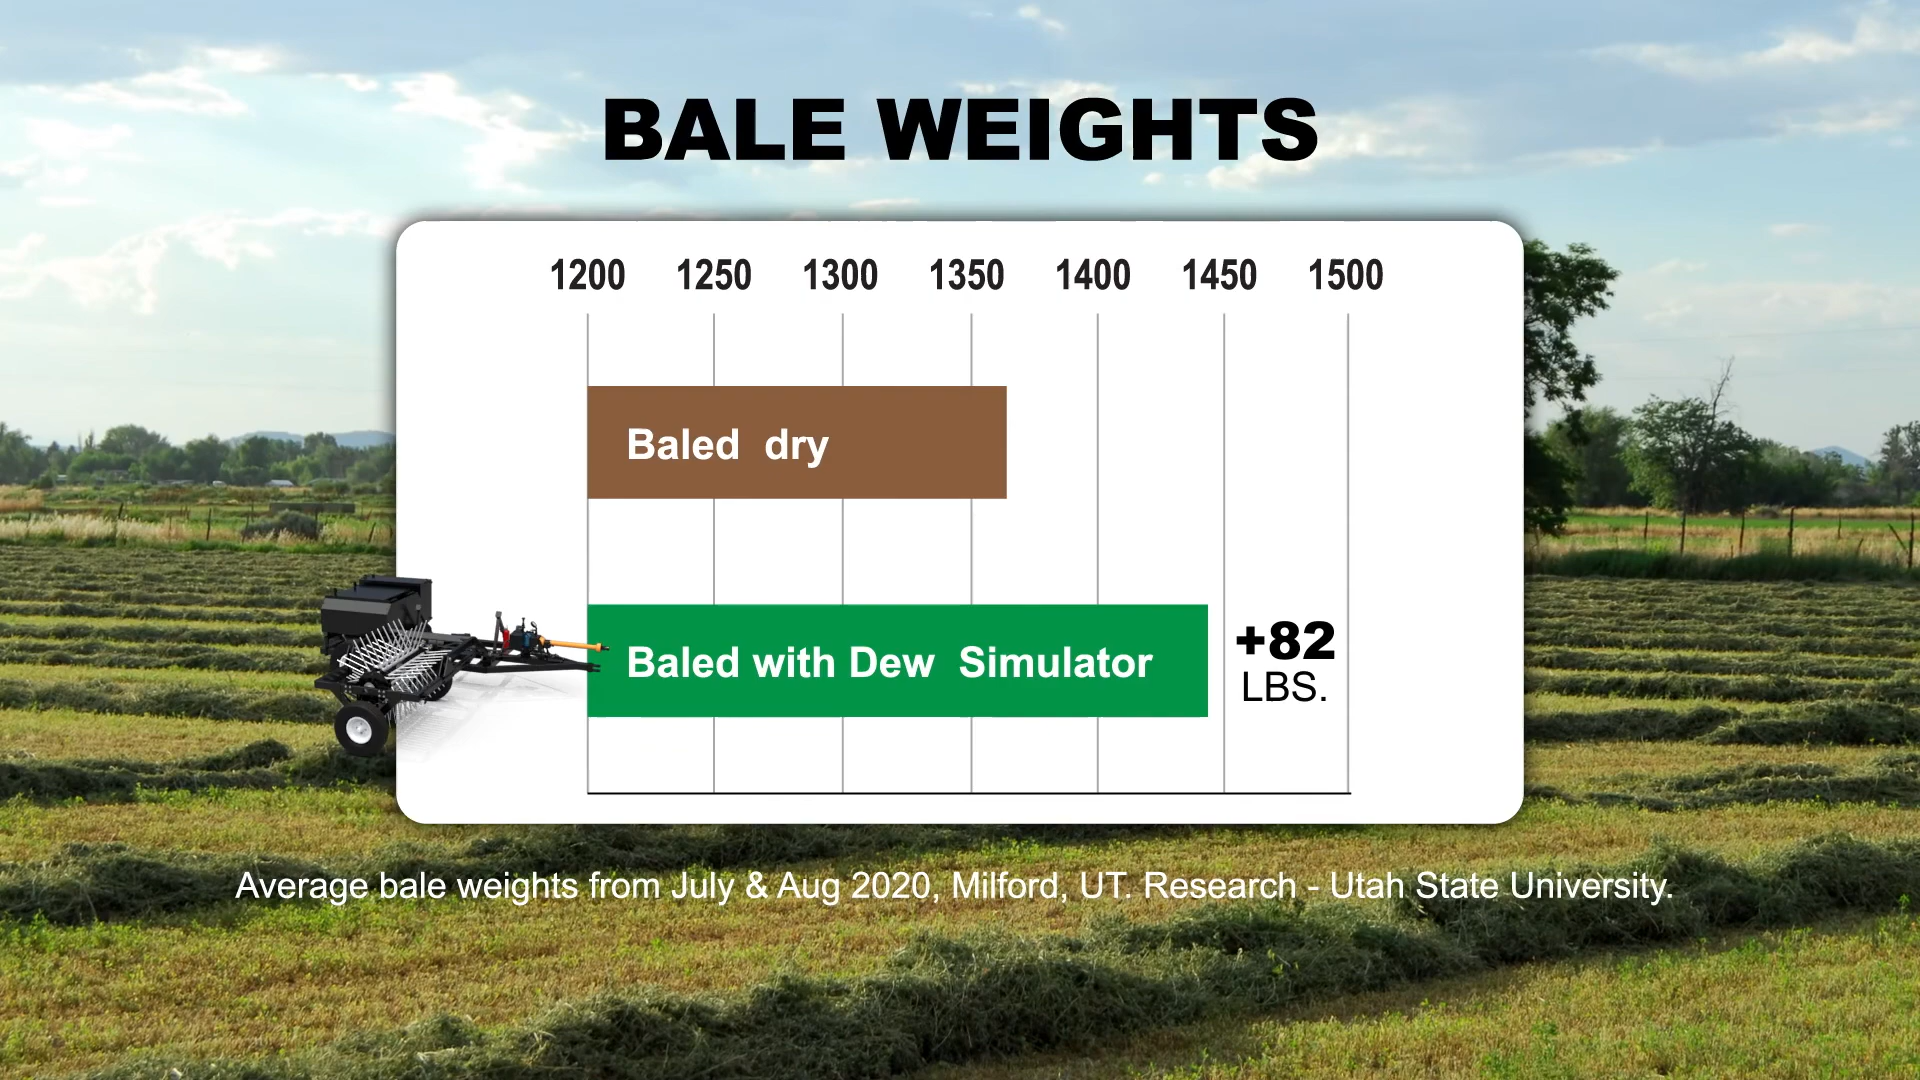 BALE WEIGHTS
1200 1250 1300 1350 1400 1450 1500
Baled dry
Baled with Dew Simulator
+82
LBS.
Average bale weights from July & Aug 2020, Milford, UT. Research - Utah State University.